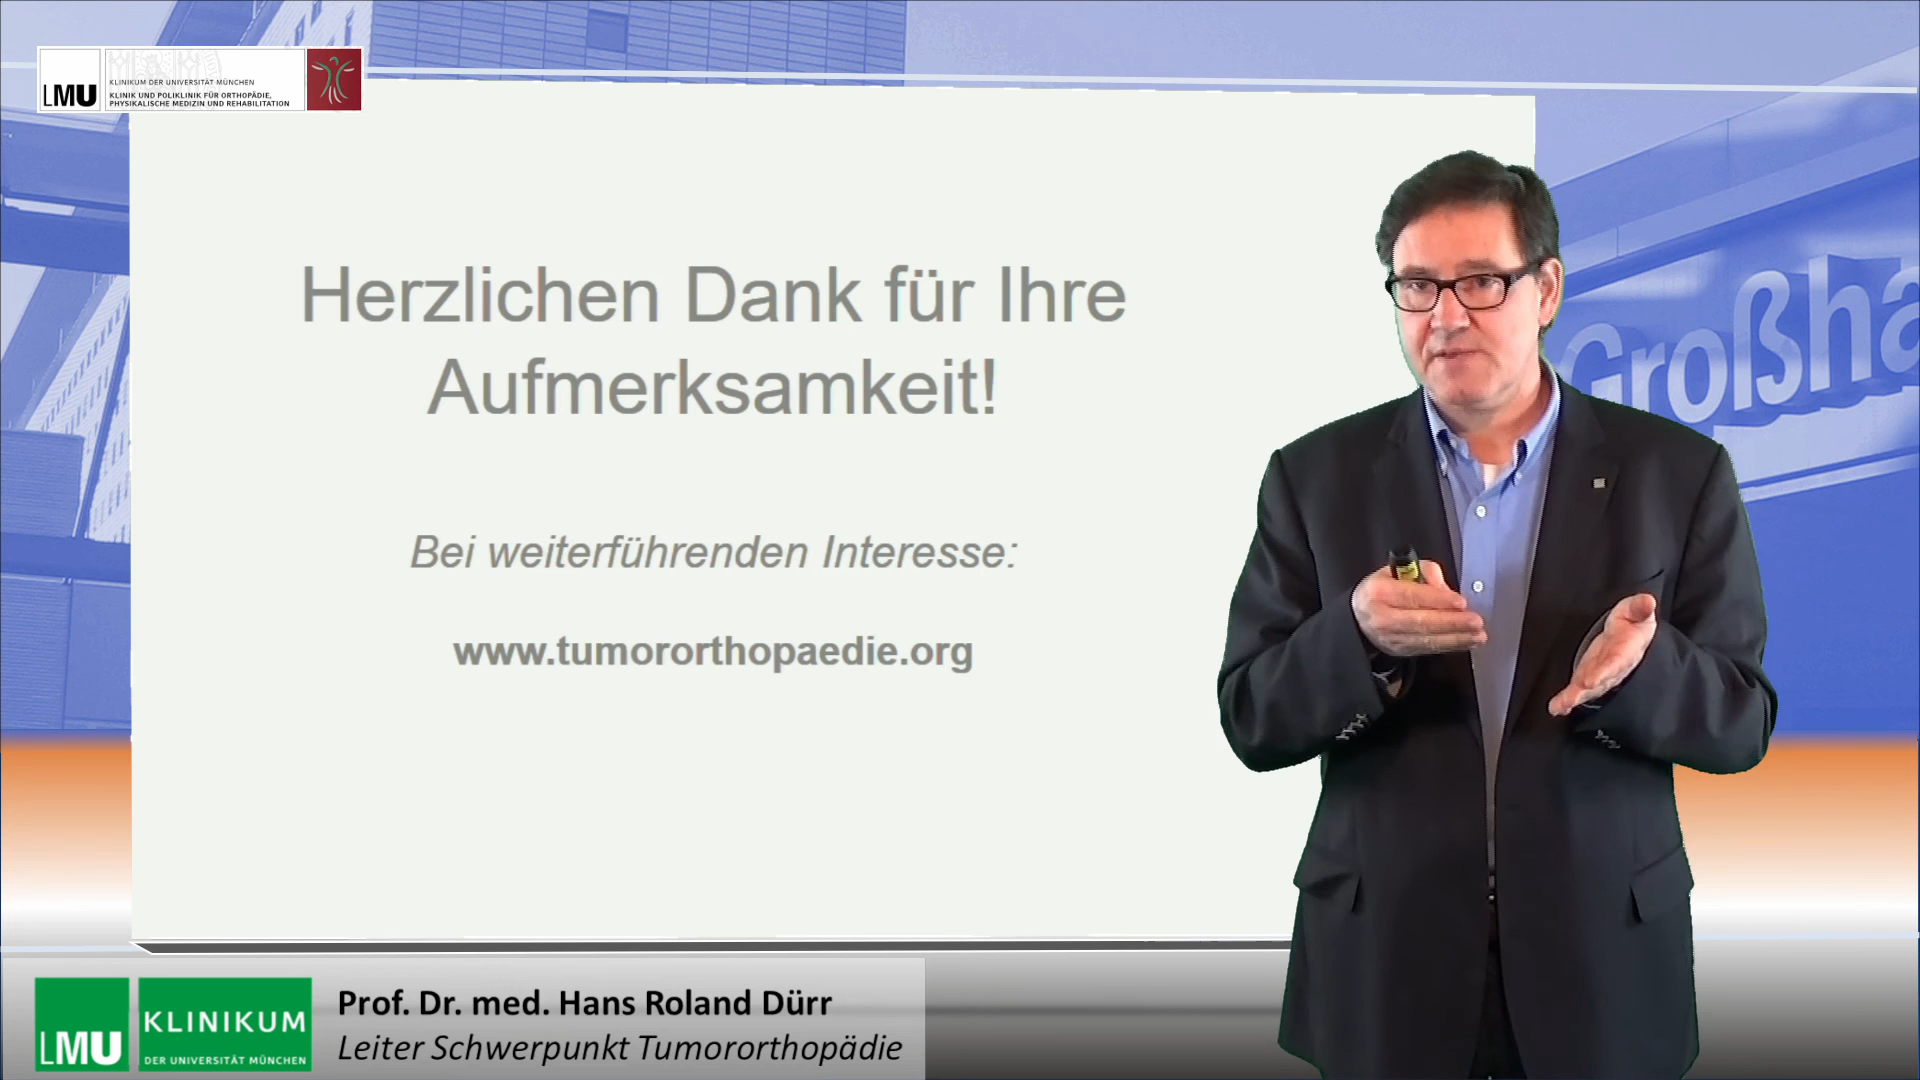 LMU
KLINIKUM DER UNIVERSITÄT MÜNCHEN
KLINIK UND POLIKLINIK FÜR ORTHOPÄDIE,
PHYSIKALISCHE MEDIZIN UND REHABILITATION
Herzlichen Dank für Ihre
Aufmerksamkeit!
Großha
Bei weiterführenden Interesse:
www.tumororthopaedie.org
LMU
KLINIKUM
DER UNIVERSITÄT MÜNCHEN
Prof. Dr. med. Hans Roland Dürr
Leiter Schwerpunkt Tumororthopädie